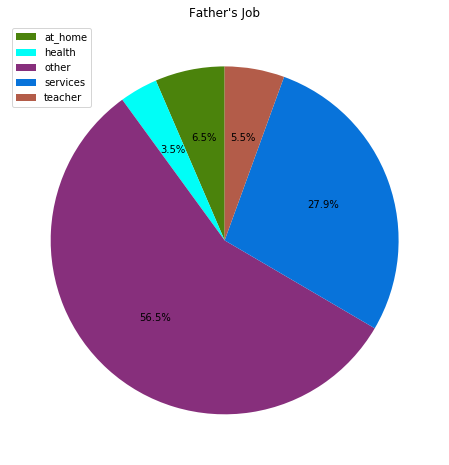 Father's Job
at_home
health
other
services
teacher
6.5%
5.5%
3.5%
27.9%
56.5%